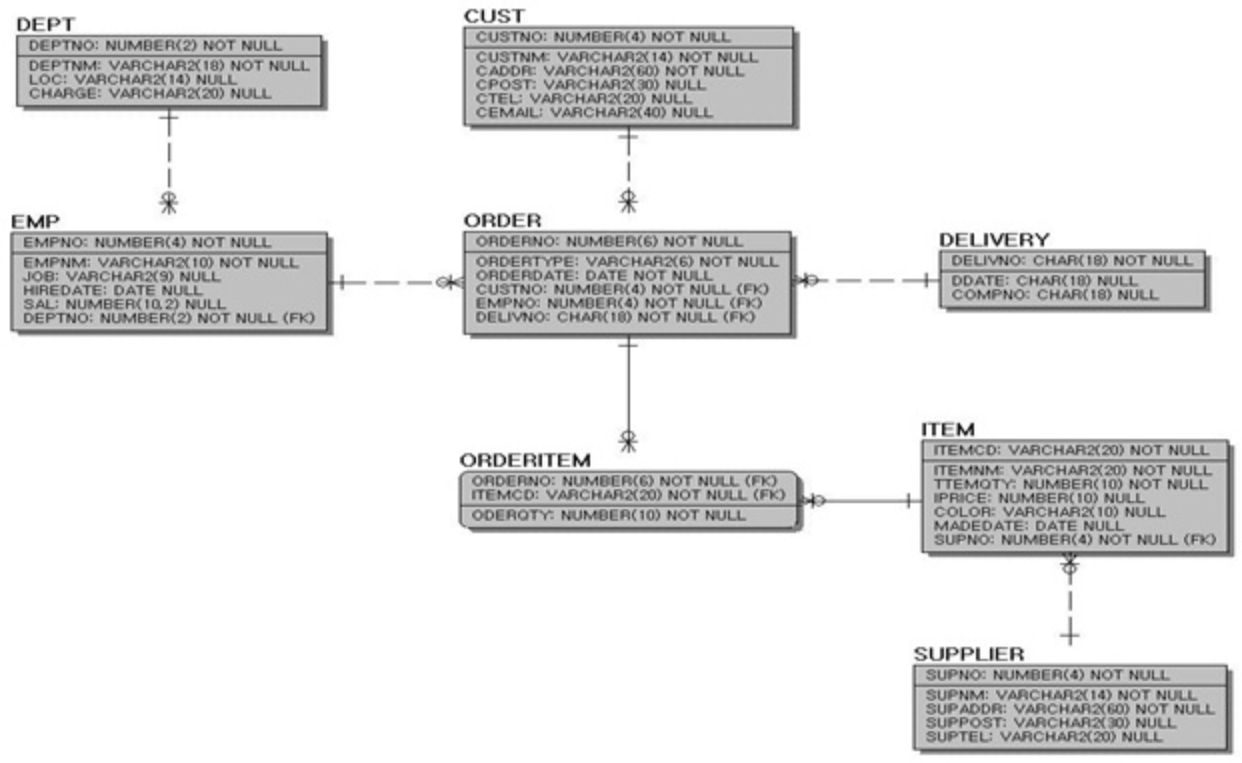 DEPT
DEPTNO: NUMBER(2) NOT NULL
DEPTNM: VARCHAR2(18) NOT NULL
LOC: VARCHAR2(14) NULL
CHARGE: VARCHAR2(20) NULL
CUST
CUSTNO: NUMBER(4) NOT NULL
CUSTNM: VARCHAR2(14) NOT NULL
CADDR: VARCHAR2(60) NOT NULL
CPOST: VARCHAR2(30) NULL
CTEL: VARCHAR2(20) NULL
CEMAIL: VARCHAR2(40) NULL
EMP
EMPNO: NUMBER(4) NOT NULL
EMPNM: VARCHAR2(10) NOT NULL
JOB: VARCHAR2(9) NULL
HIREDATE: DATE NULL
SAL: NUMBER(10,2) NULL
DEPTNO: NUMBER(2) NOT NULL (FK)
ORDER
ORDERNO: NUMBER(6) NOT NULL
ORDERTYPE: VARCHAR2(6) NOT NULL
ORDERDATE: DATE NOT NULL
CUSTNO: NUMBER(4) NOT NULL (FK)
EMPNO: NUMBER(4) NOT NULL (FK)
DELIVNO: CHAR(18) NOT NULL (FK)
DELIVERY
DELIVNO: CHAR(18) NOT NULL
DDATE: CHAR(18) NULL
COMPNO: CHAR(18) NULL
ORDERITEM
ORDERNO: NUMBER(6) NOT NULL (FK)
ITEMCD: VARCHAR2(20) NOT NULL (FK)
ODERQTY: NUMBER(10) NOT NULL
ITEM
ITEMCD: VARCHAR2(20) NOT NULL
ITEMNM: VARCHAR2(20) NOT NULL
TTEMQTY: NUMBER(10) NOT NULL
IPRICE: NUMBER(10) NULL
COLOR: VARCHAR2(10) NULL
MADEDATE: DATE NULL
SUPNO: NUMBER(4) NOT NULL (FK)
SUPPLIER
SUPNO: NUMBER(4) NOT NULL
SUPNM: VARCHAR2(14) NOT NULL
SUPADDR: VARCHAR2(60) NOT NULL
SUPPOST: VARCHAR2(30) NULL
SUPTEL: VARCHAR2(20) NULL